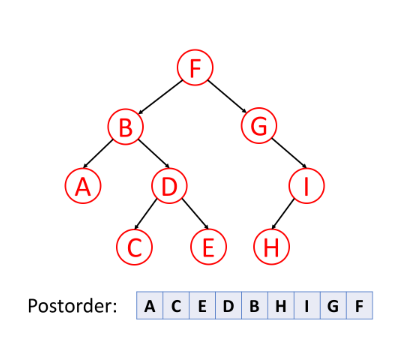 F
B G
A D I
C E H
Postorder: A C E D B H I G F